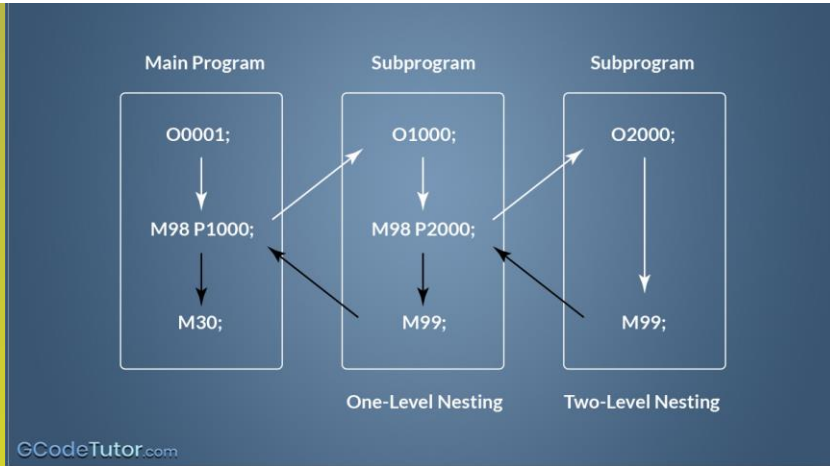 Main Program
O0001;
M98 P1000;
M30;
Subprogram
O1000;
M98 P2000;
M99;
One-Level Nesting
Subprogram
O2000;
M99;
Two-Level Nesting
GCodeTutor.com